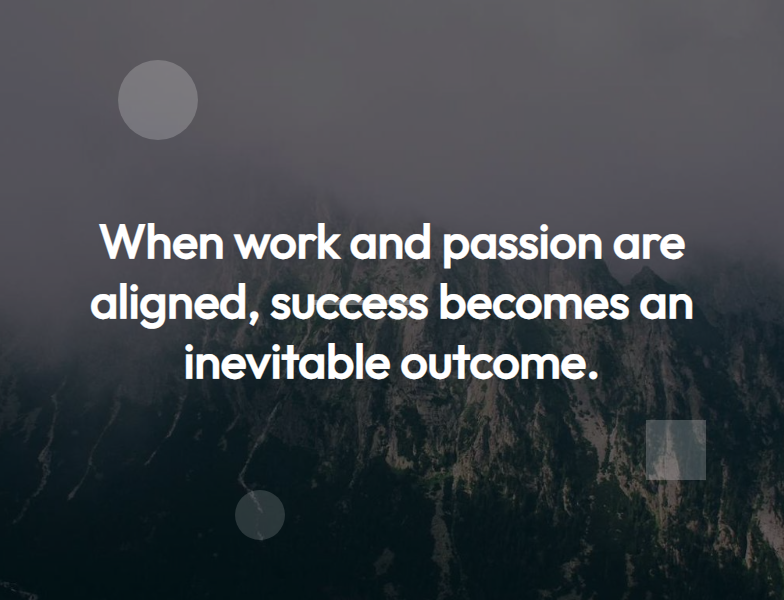 When work and passion are
aligned, success becomes an
inevitable outcome.